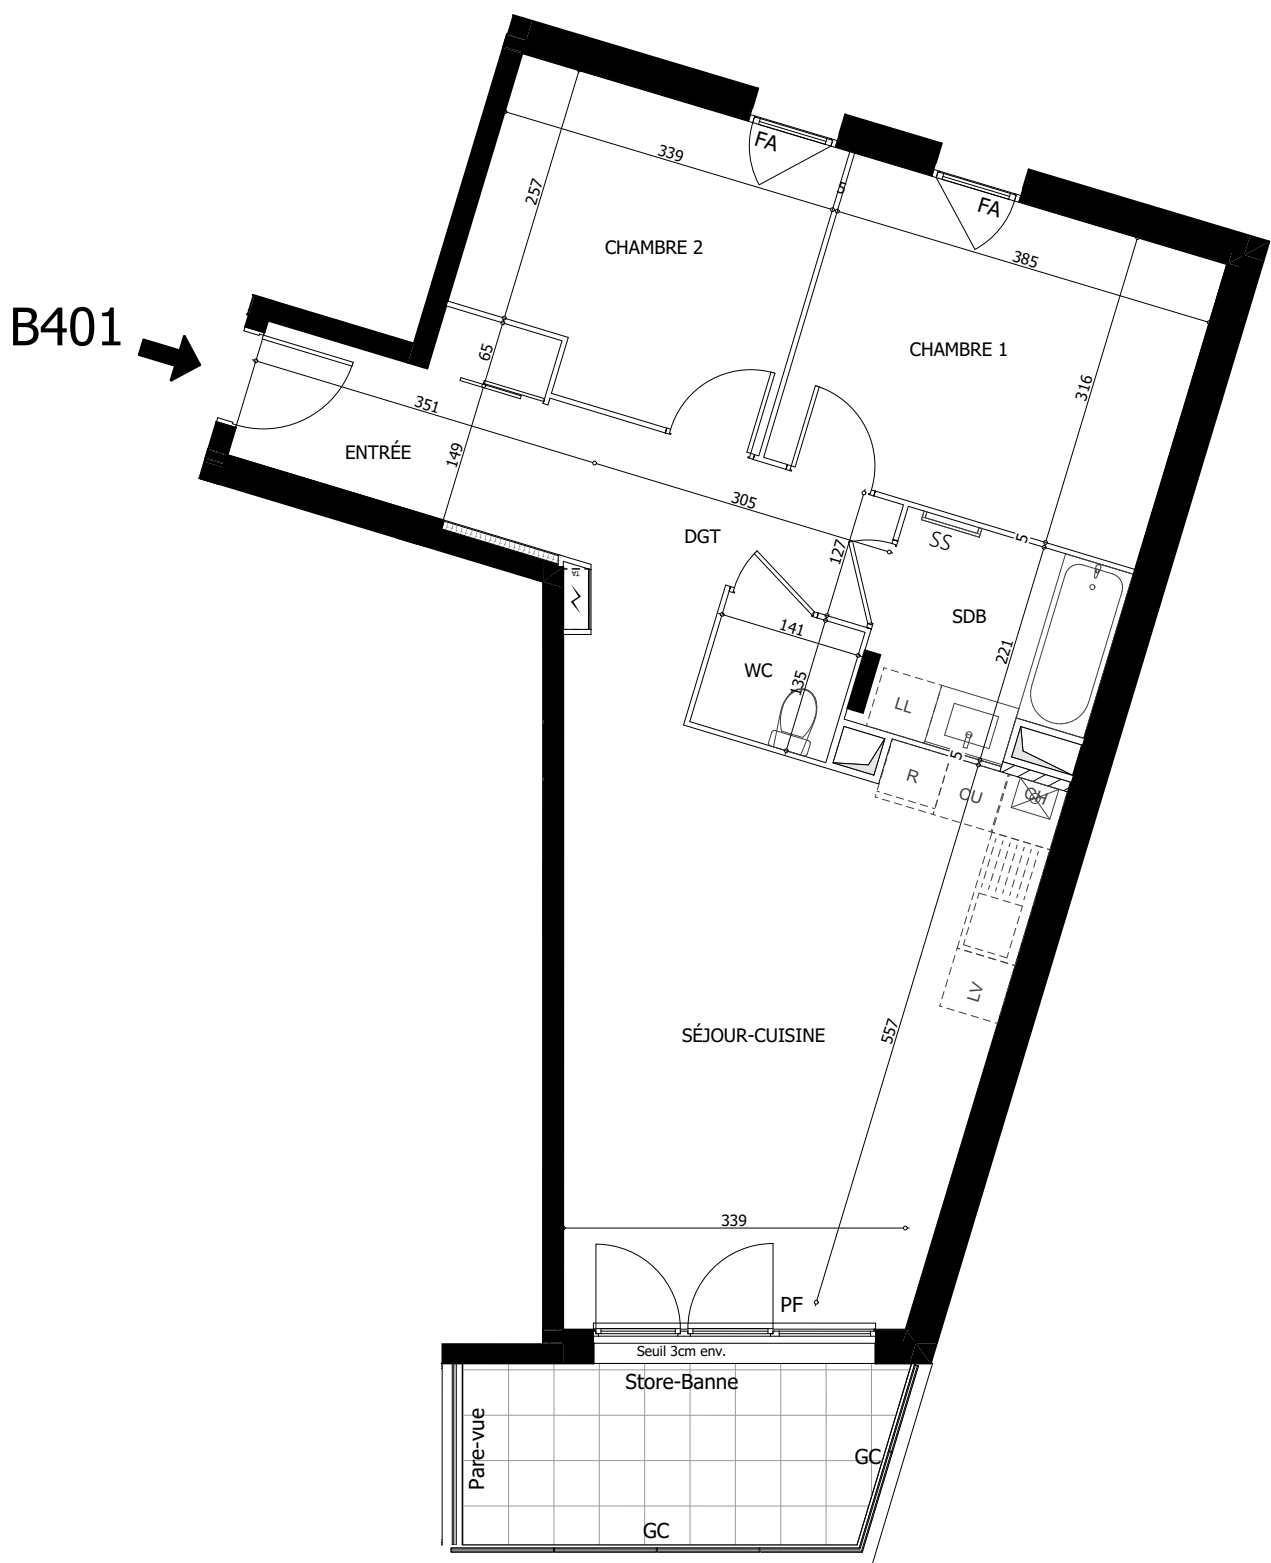 FA
339
257
5
FA
CHAMBRE 2
385
B401
CHAMBRE 1
65
316
351
ENTRÉE
149
305
DGT
SS
5
127
SDB
141
221
WC
135
LL
5
R
CU
CH
LV
557
SÉJOUR-CUISINE
339
PF
Seuil 3cm env.
Store-Banne
Pare-vue
GC
GC